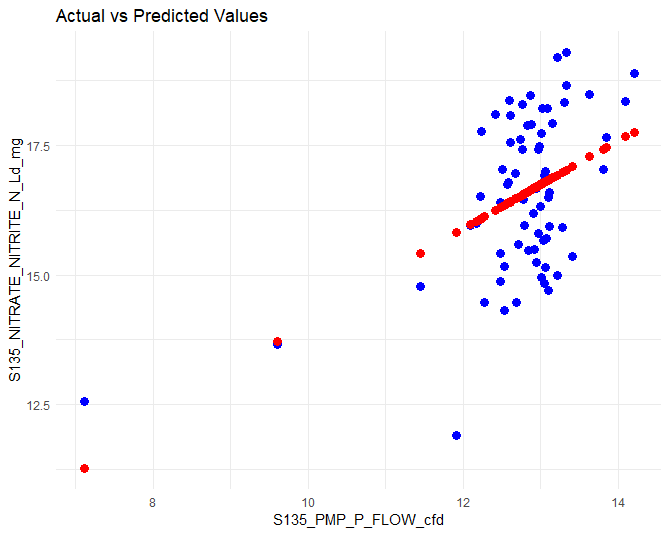 Actual vs Predicted Values
S135_NITRATE_NITRITE_N_Ld_mg
17.5
15.0
12.5
8
10
12
14
S135_PMP_P_FLOW_cfd